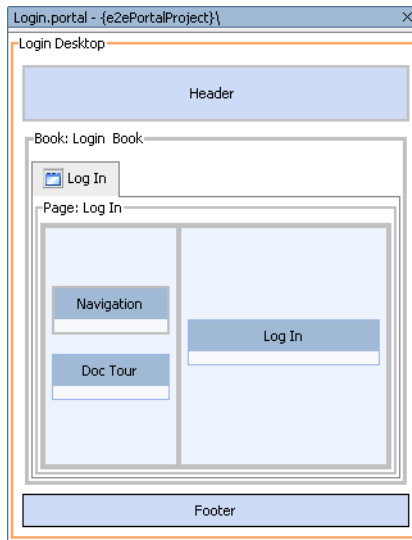 Login.portal - {e2ePortalProject}\
Login Desktop
Header
Book: Login Book
Log In
Page: Log In
Navigation
Doc Tour
Log In
Footer